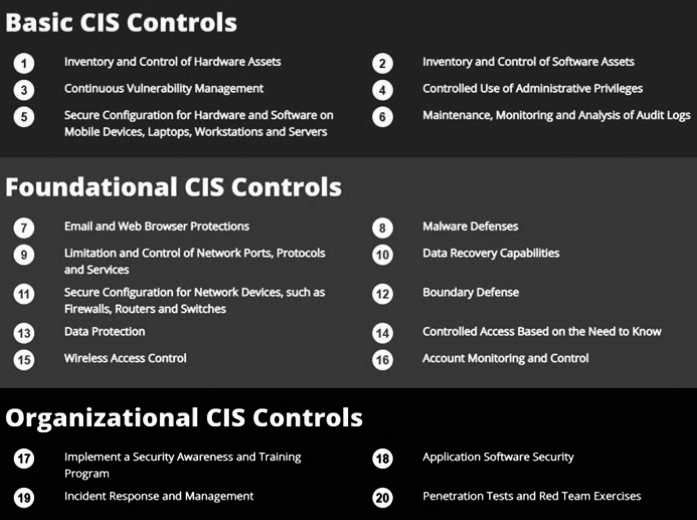 Basic CIS Controls
1 Inventory and Control of Hardware Assets
2 Inventory and Control of Software Assets
3 Continuous Vulnerability Management
4 Controlled Use of Administrative Privileges
5 Secure Configuration for Hardware and Software on
Mobile Devices, Laptops, Workstations and Servers
6 Maintenance, Monitoring and Analysis of Audit Logs
Foundational CIS Controls
7 Email and Web Browser Protections
8 Malware Defenses
9 Limitation and Control of Network Ports, Protocols
and Services
10 Data Recovery Capabilities
11 Secure Configuration for Network Devices, such as
Firewalls, Routers and Switches
12 Boundary Defense
13 Data Protection
14 Controlled Access Based on the Need to Know
15 Wireless Access Control
16 Account Monitoring and Control
Organizational CIS Controls
17 Implement a Security Awareness and Training
Program
18 Application Software Security
19 Incident Response and Management
20 Penetration Tests and Red Team Exercises